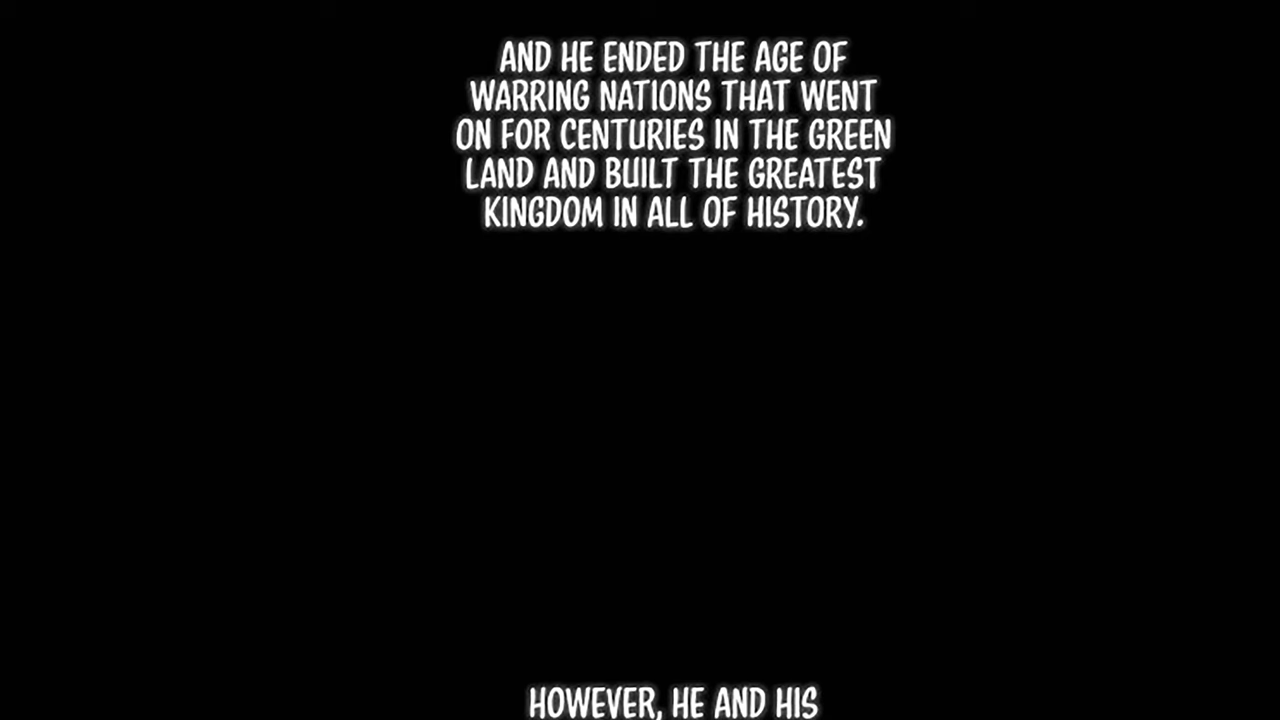 AND HE ENDED THE AGE OF
WARRING NATIONS THAT WENT
ON FOR CENTURIES IN THE GREEN
LAND AND BUILT THE GREATEST
KINGDOM IN ALL OF HISTORY.
HOWEVER, HE AND HIS